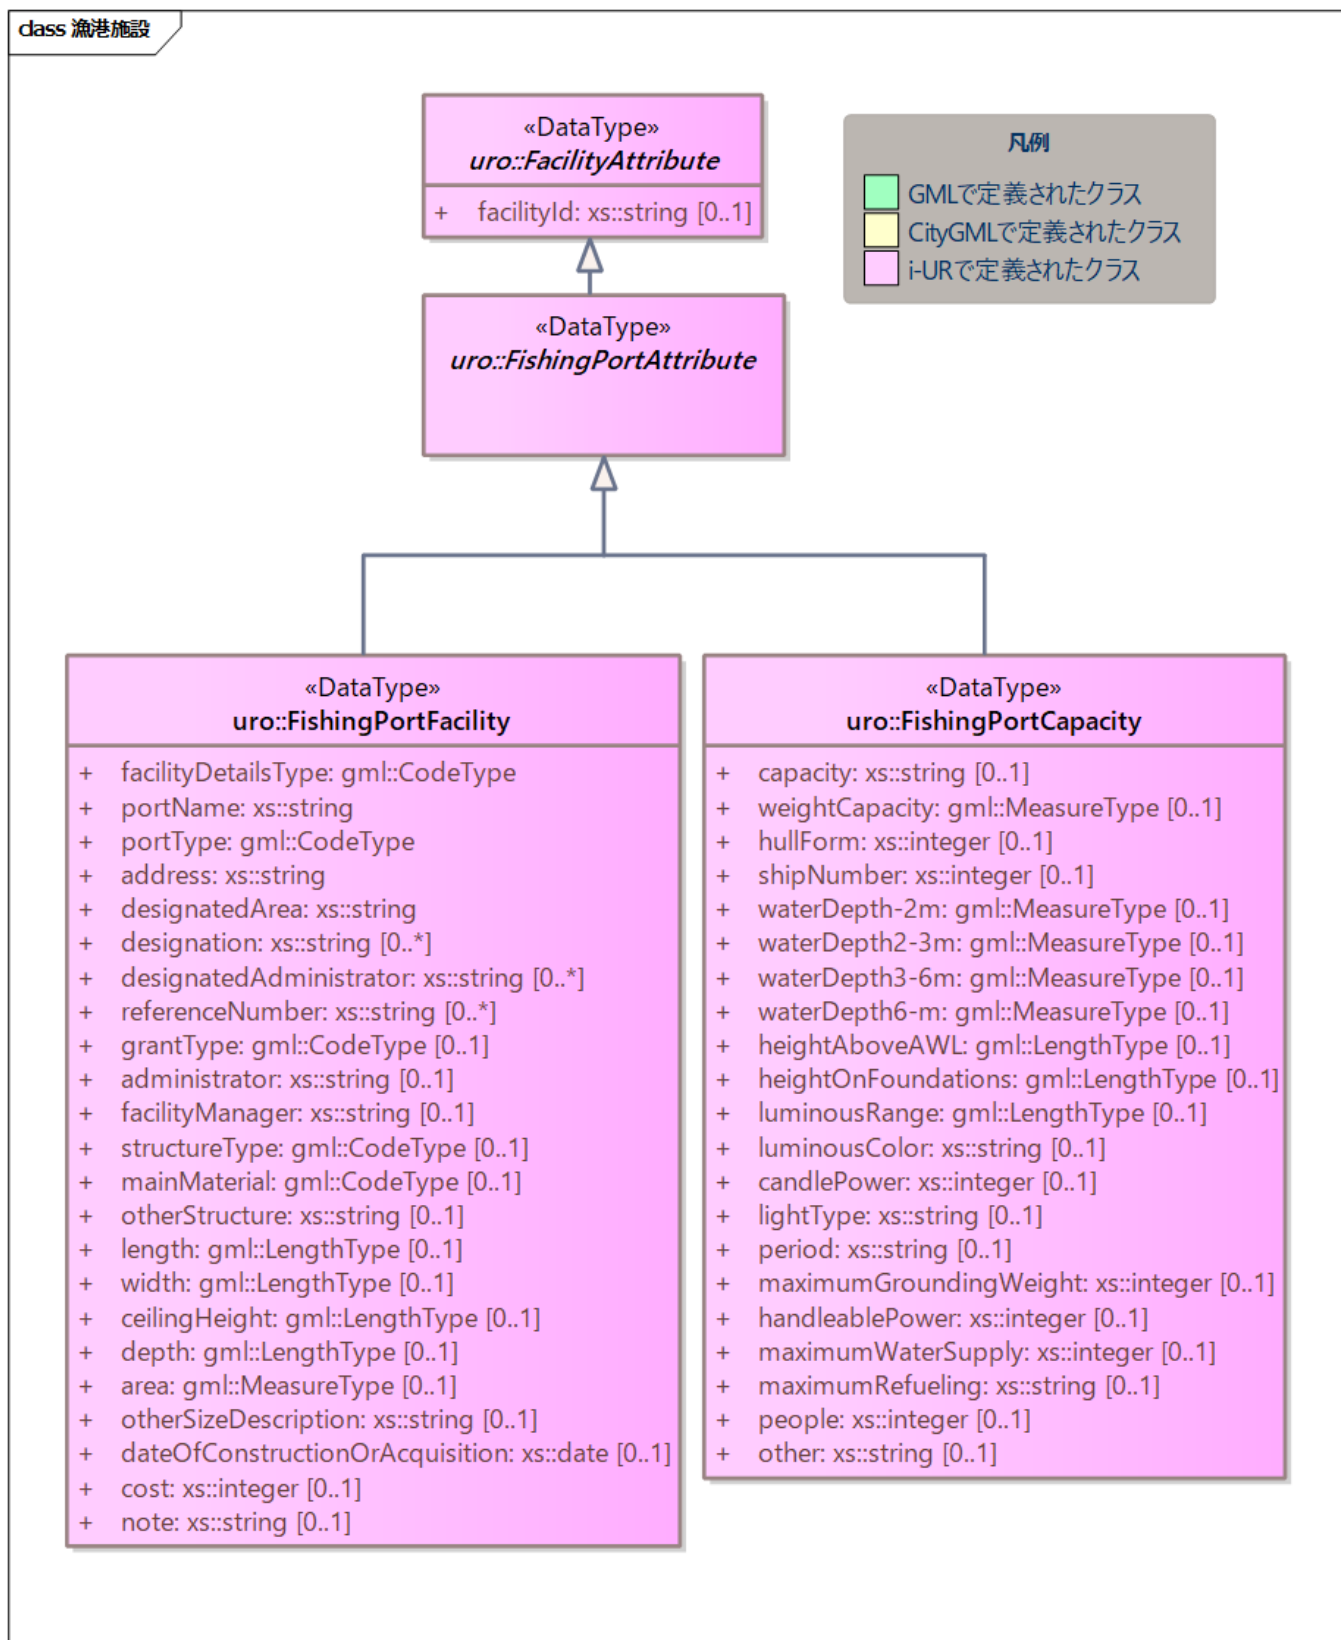 class 漁港施設
«DataType»
uro::FacilityAttribute
+ facilityId: xs::string [0..1]
凡例
GMLで定義されたクラス
CityGMLで定義されたクラス
i-URで定義されたクラス
«DataType»
uro::FishingPortAttribute
«DataType»
uro::FishingPortFacility
+ facilityDetailsType: gml::CodeType
+ portName: xs::string
+ portType: gml::CodeType
+ address: xs::string
+ designatedArea: xs::string
+ designation: xs::string [0..*]
+ designatedAdministrator: xs::string [0..*]
+ referenceNumber: xs::string [0..*]
+ grantType: gml::CodeType [0..1]
+ administrator: xs::string [0..1]
+ facilityManager: xs::string [0..1]
+ structureType: gml::CodeType [0..1]
+ mainMaterial: gml::CodeType [0..1]
+ otherStructure: xs::string [0..1]
+ length: gml::LengthType [0..1]
+ width: gml::LengthType [0..1]
+ ceilingHeight: gml::LengthType [0..1]
+ depth: gml::LengthType [0..1]
+ area: gml::MeasureType [0..1]
+ otherSizeDescription: xs::string [0..1]
+ dateOfConstructionOrAcquisition: xs::date [0..1]
+ cost: xs::integer [0..1]
+ note: xs::string [0..1]
«DataType»
uro::FishingPortCapacity
+ capacity: xs::string [0..1]
+ weightCapacity: gml::MeasureType [0..1]
+ hullForm: xs::integer [0..1]
+ shipNumber: xs::integer [0..1]
+ waterDepth-2m: gml::MeasureType [0..1]
+ waterDepth2-3m: gml::MeasureType [0..1]
+ waterDepth3-6m: gml::MeasureType [0..1]
+ waterDepth6-m: gml::MeasureType [0..1]
+ heightAboveAWL: gml::LengthType [0..1]
+ heightOnFoundations: gml::LengthType [0..1]
+ luminousRange: gml::LengthType [0..1]
+ luminousColor: xs::string [0..1]
+ candlePower: xs::integer [0..1]
+ lightType: xs::string [0..1]
+ period: xs::string [0..1]
+ maximumGroundingWeight: xs::integer [0..1]
+ handleablePower: xs::integer [0..1]
+ maximumWaterSupply: xs::integer [0..1]
+ maximumRefueling: xs::string [0..1]
+ people: xs::integer [0..1]
+ other: xs::string [0..1]